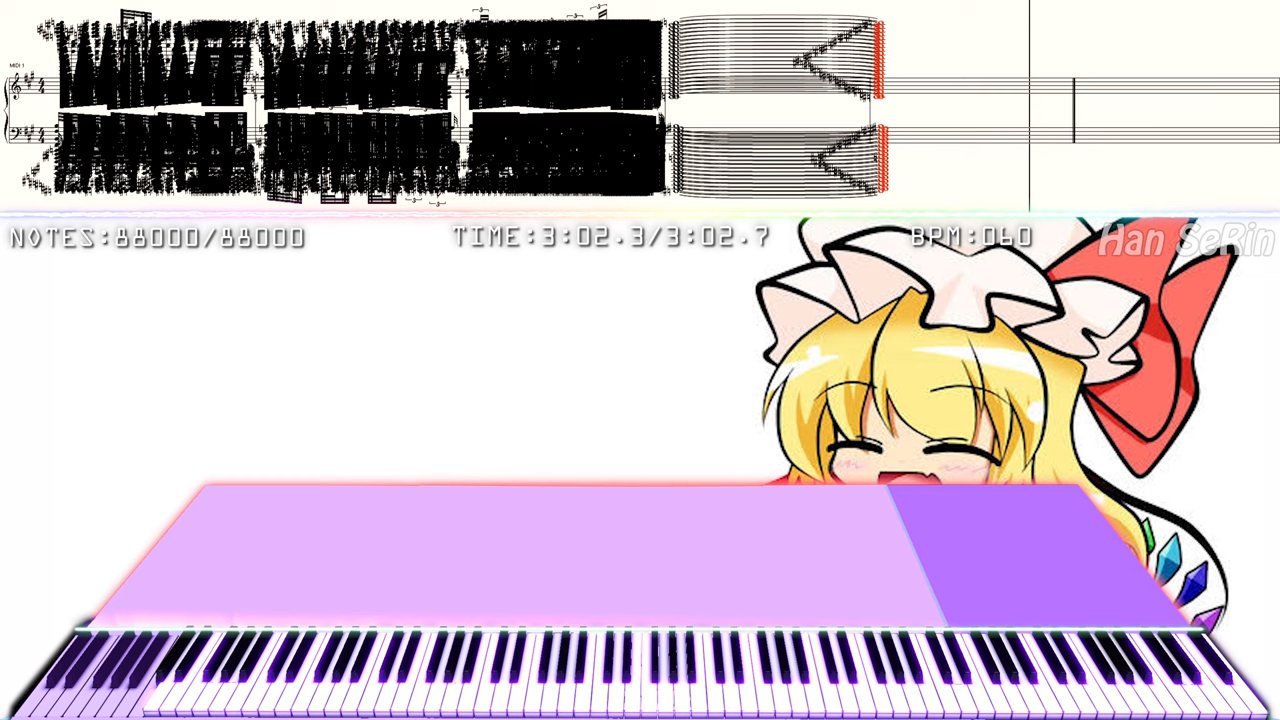 MIDI 1
NOTES:88000/88000
TIME:3:02.3/3:02.7
BPM:060
Han SeRin